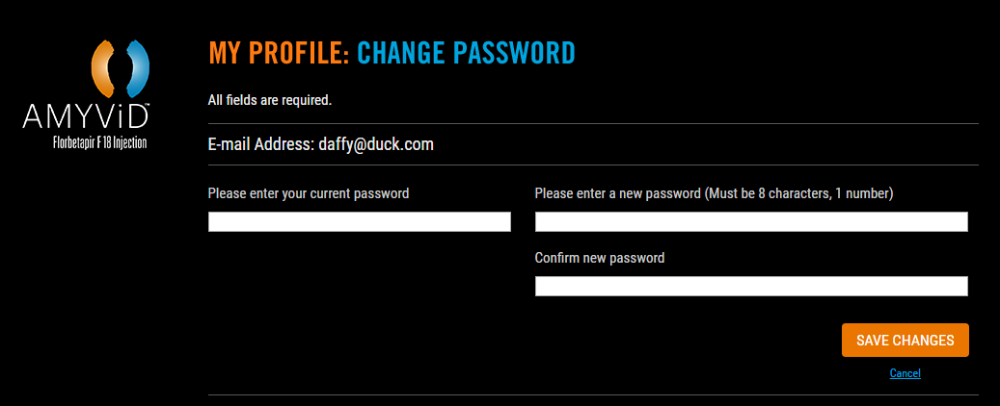 MY PROFILE: CHANGE PASSWORD
AMYViD™
Florbetapir F 18 Injection
All fields are required.
E-mail Address: daffy@duck.com
Please enter your current password
Please enter a new password (Must be 8 characters, 1 number)
Confirm new password
SAVE CHANGES
Cancel